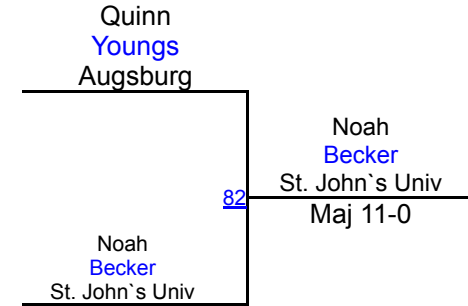 Quinn
Youngs
Augsburg
Noah
Becker
St. John`s Univ
82
Maj 11-0
Noah
Becker
St. John`s Univ